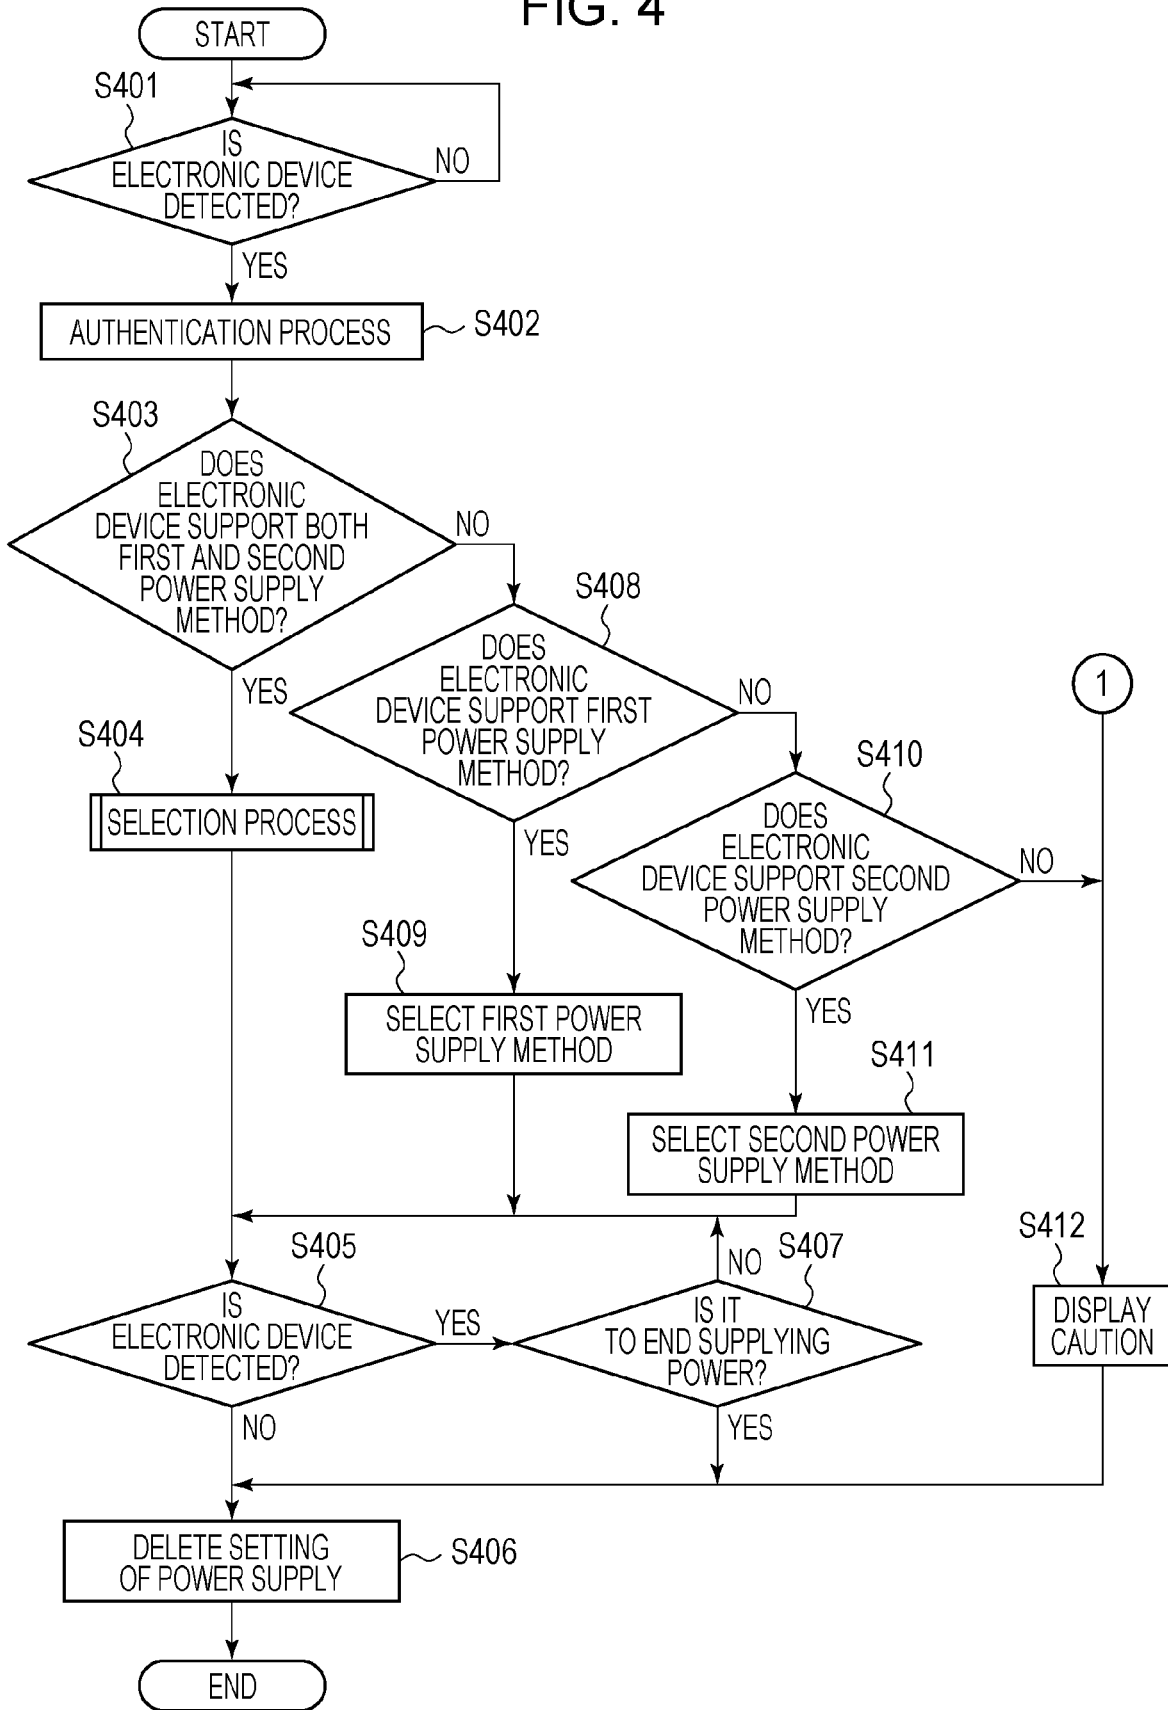 FIG. 4
START
S401
IS
ELECTRONIC DEVICE
DETECTED?
NO
YES
AUTHENTICATION PROCESS
S402
S403
DOES
ELECTRONIC
DEVICE SUPPORT BOTH
FIRST AND SECOND
POWER SUPPLY
METHOD?
NO
YES
S408
DOES
ELECTRONIC
DEVICE SUPPORT FIRST
POWER SUPPLY
METHOD?
NO
YES
1
S404
SELECTION PROCESS
S410
DOES
ELECTRONIC
DEVICE SUPPORT SECOND
POWER SUPPLY
METHOD?
NO
YES
S409
SELECT FIRST POWER
SUPPLY METHOD
S411
SELECT SECOND POWER
SUPPLY METHOD
S405
IS
ELECTRONIC DEVICE
DETECTED?
YES
NO
S407
NO
IS IT
TO END SUPPLYING
POWER?
YES
S412
DISPLAY
CAUTION
DELETE SETTING
OF POWER SUPPLY
S406
END